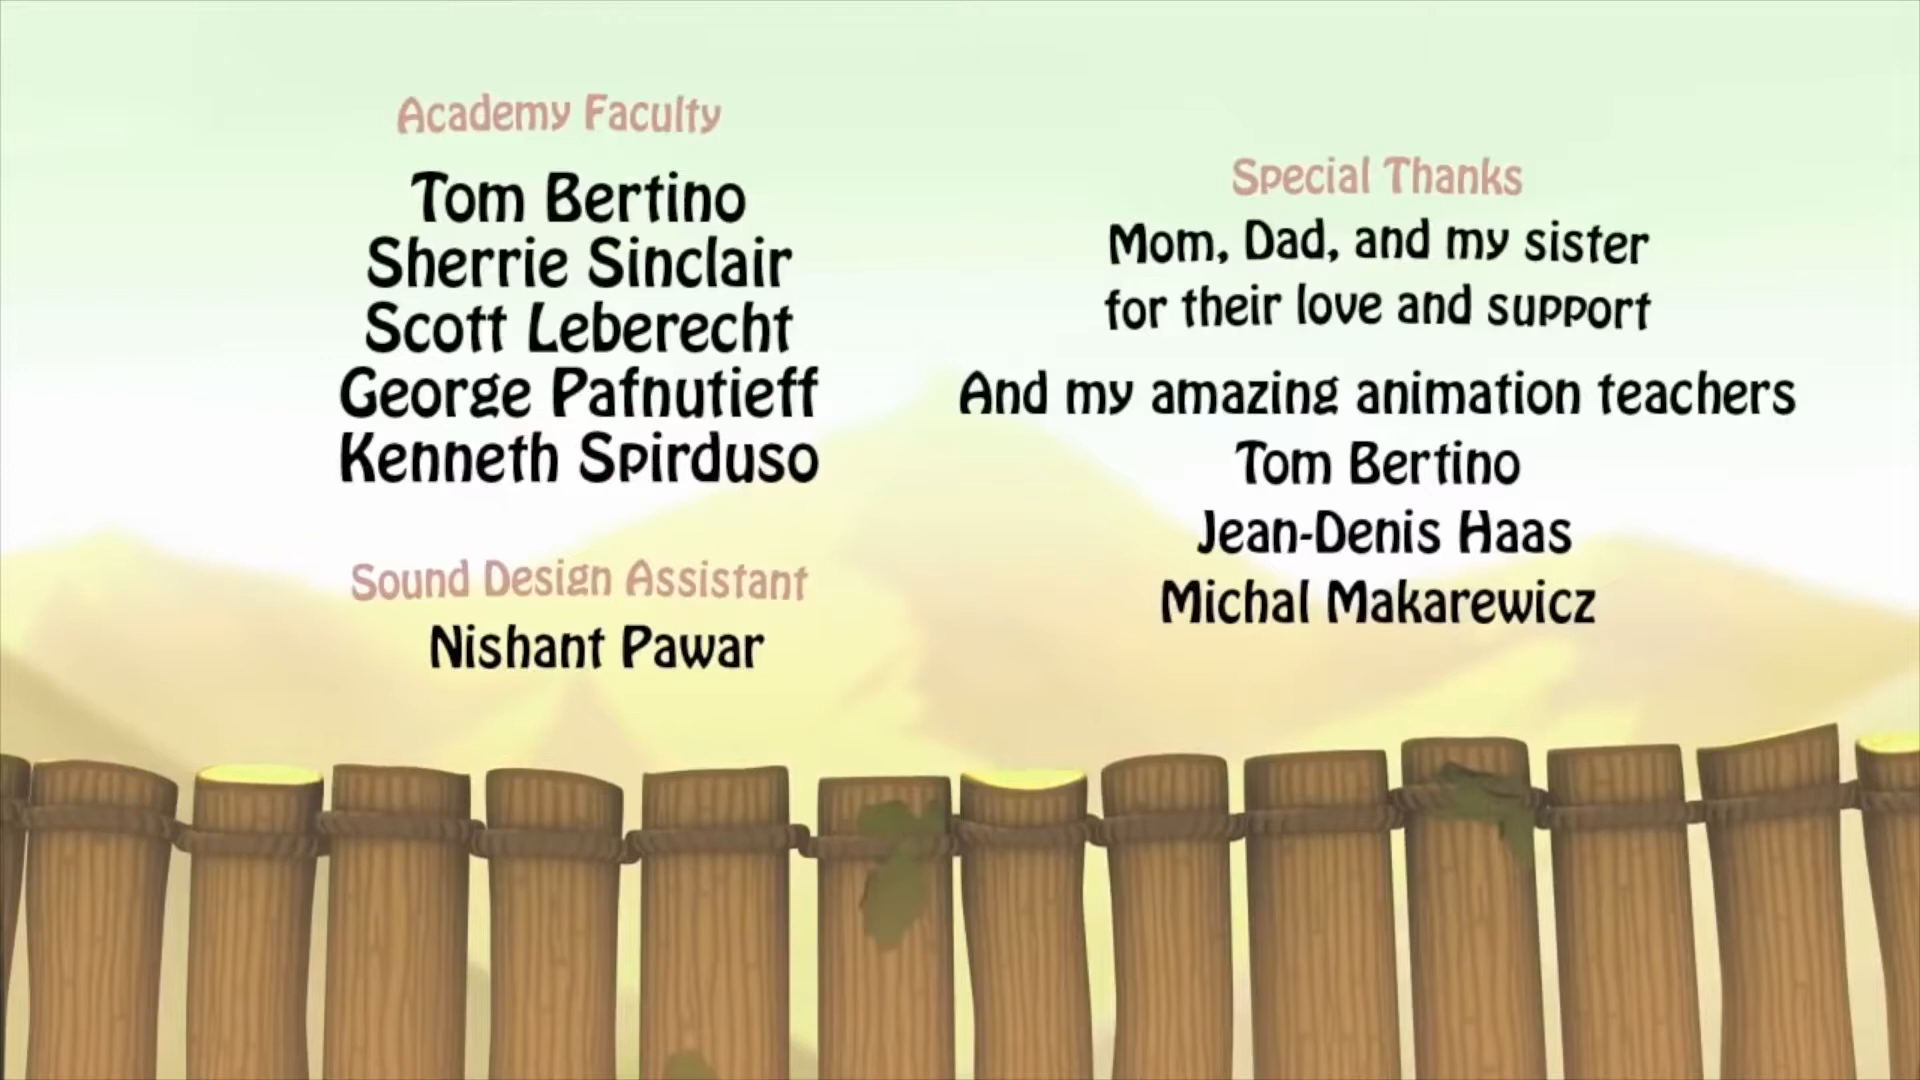 Academy Faculty
Tom Bertino
Sherrie Sinclair
Scott Leberecht
George Pafnutieff
Kenneth Spirduso
Sound Design Assistant
Nishant Pawar
Special Thanks
Mom, Dad, and my sister
for their love and support
And my amazing animation teachers
Tom Bertino
Jean-Denis Haas
Michal Makarewicz